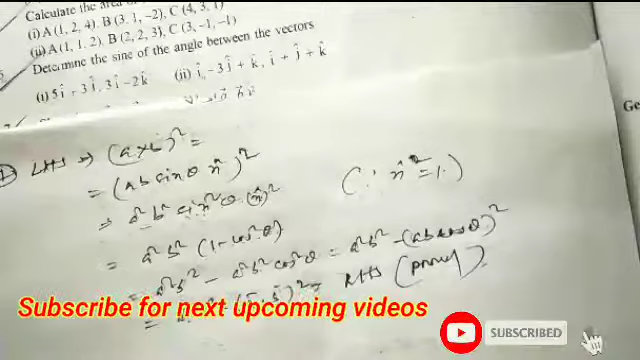 Calculate the area of
(i) A (1, 2, 4). B (3, 1, −2), C (4, 3, 1)
(ii) A (1, 1, 2). B (2, 2, 3), C (3, −1, −1)
Determine the sine of the angle between the vectors
(i) 5î + 3ĵ, 3î − 2k̂ (ii) î, −3ĵ + k̂, î + ĵ + k̂
Ge
① LHS → (a×b)² =
= (ab sinθ n̂)²
= a²b² sin²θ (n̂)² (∵ n̂² = 1)
= a²b² (1 − cos²θ)
= a²b² − a²b² cos²θ = a²b² − (ab cosθ)²
= RHS (proved)
Subscribe for next upcoming videos
SUBSCRIBED